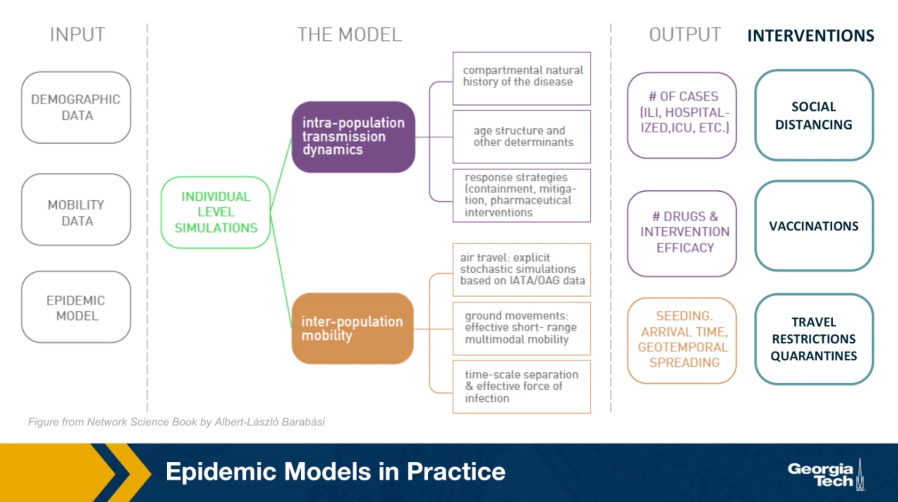 INPUT
DEMOGRAPHIC
DATA
MOBILITY
DATA
EPIDEMIC
MODEL
THE MODEL
INDIVIDUAL
LEVEL
SIMULATIONS
intra-population
transmission
dynamics
compartmental natural
history of the disease
age structure and
other determinants
response strategies
(containment, mitiga-
tion, pharmaceutical
interventions
inter-population
mobility
air travel: explicit
stochastic simulations
based on IATA/OAG data
ground movements:
effective short- range
multimodal mobility
time-scale separation
& effective force of
infection
OUTPUT
# OF CASES
(ILI, HOSPITAL-
IZED,ICU, ETC.)
# DRUGS &
INTERVENTION
EFFICACY
SEEDING.
ARRIVAL TIME,
GEOTEMPORAL
SPREADING
INTERVENTIONS
SOCIAL
DISTANCING
VACCINATIONS
TRAVEL
RESTRICTIONS
QUARANTINES
Figure from Network Science Book by Albert-László Barabási
Epidemic Models in Practice
Georgia
Tech